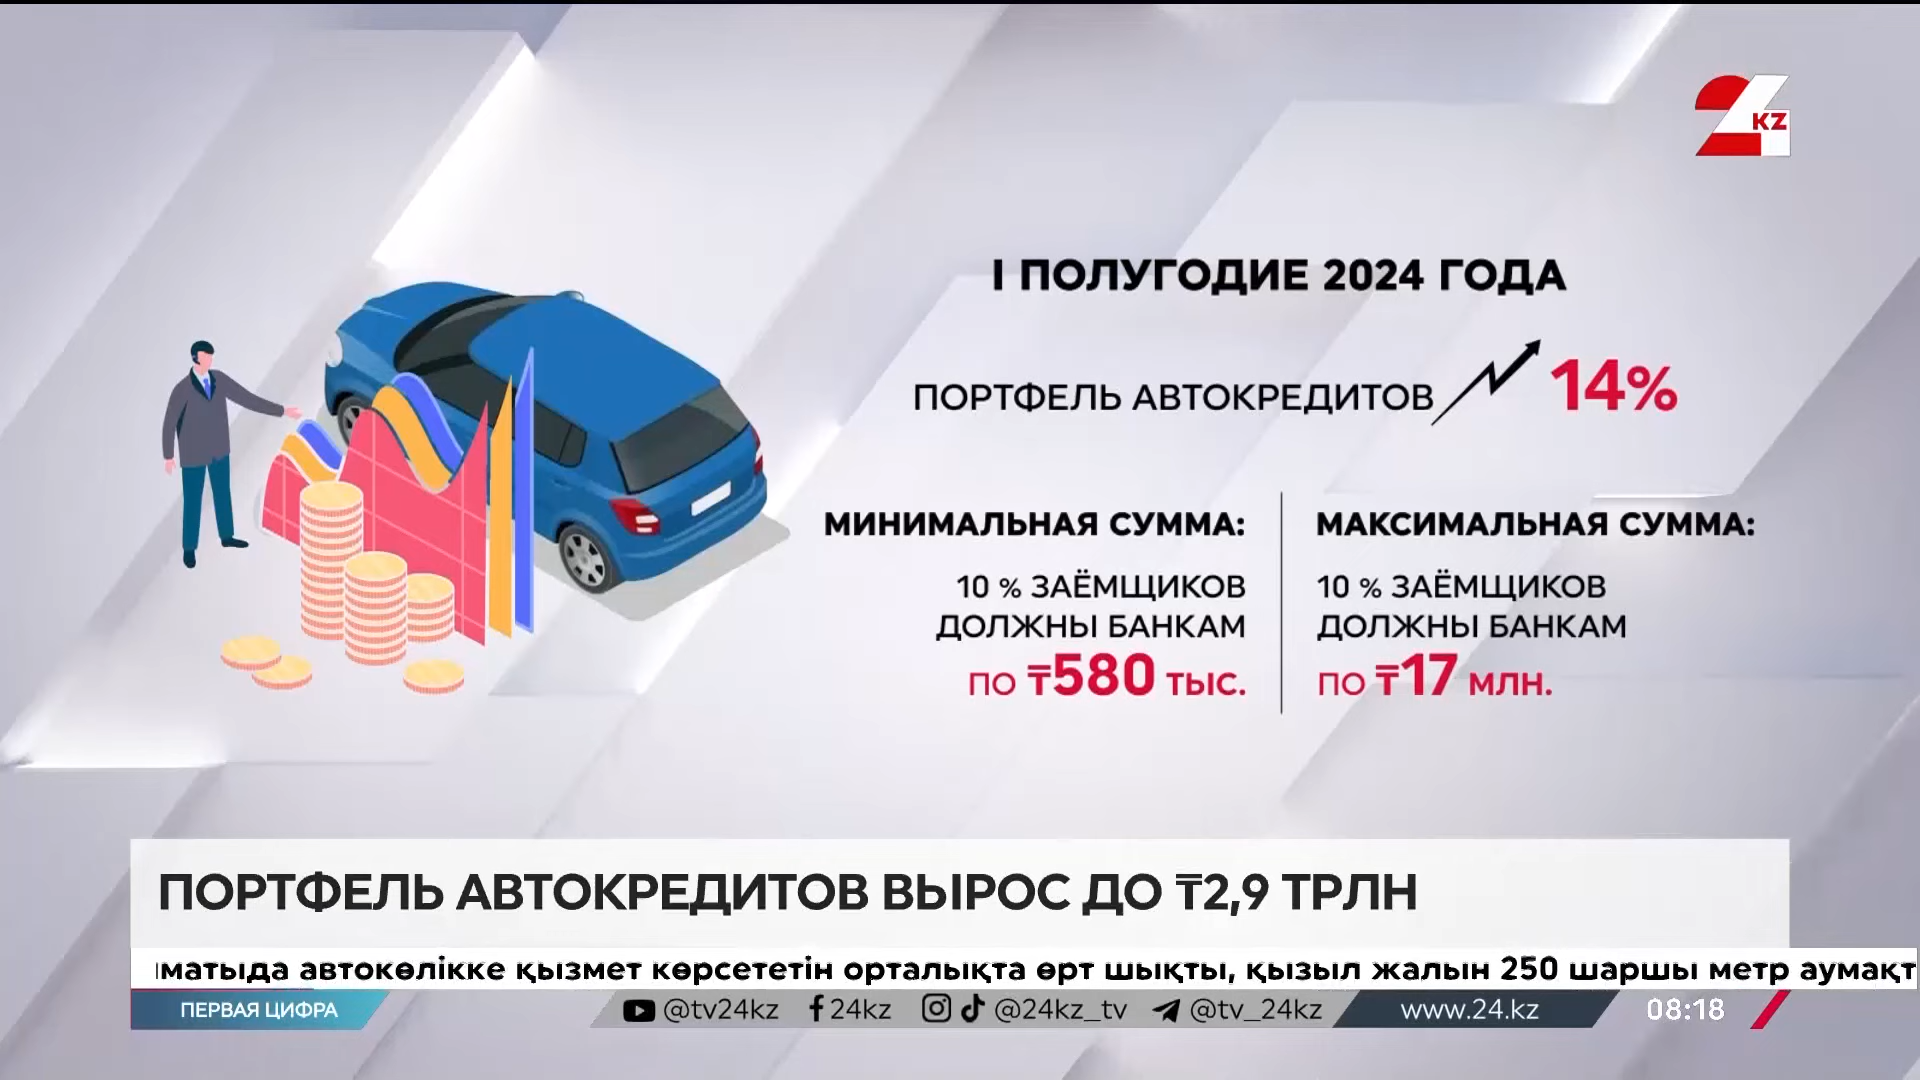 24 KZ
I ПОЛУГОДИЕ 2024 ГОДА
ПОРТФЕЛЬ АВТОКРЕДИТОВ 14%
МИНИМАЛЬНАЯ СУММА:
10 % ЗАЁМЩИКОВ
ДОЛЖНЫ БАНКАМ
ПО ₸580 ТЫС.
МАКСИМАЛЬНАЯ СУММА:
10 % ЗАЁМЩИКОВ
ДОЛЖНЫ БАНКАМ
ПО ₸17 МЛН.
ПОРТФЕЛЬ АВТОКРЕДИТОВ ВЫРОС ДО ₸2,9 ТРЛН
автокөлікке қызмет көрсететін орталықта өрт шықты, қызыл жалын 250 шаршы метр
ПЕРВАЯ ЦИФРА @tv24kz 24kz @24kz_tv @tv_24kz www.24.kz 08:18